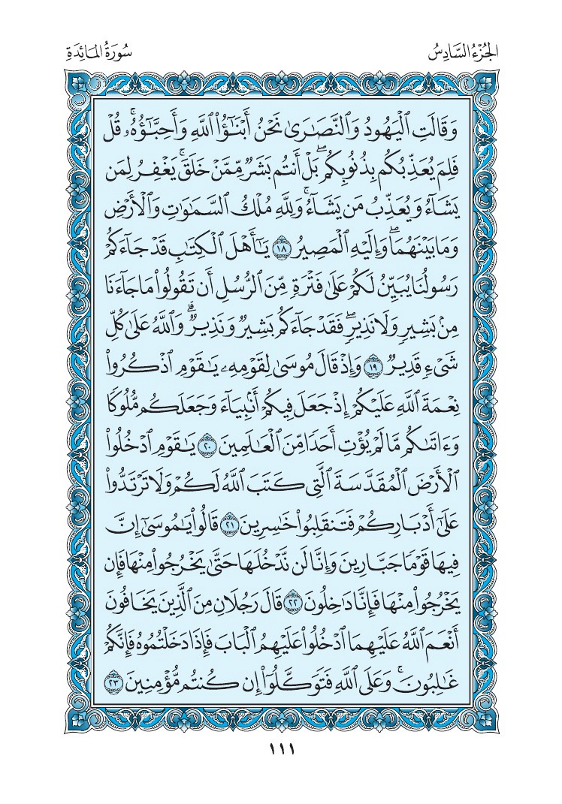 الجُزْءُ السَّادِسُ
سُورَةُ المَائِدَةِ
وَقَالَتِ ٱلۡيَهُودُ وَٱلنَّصَٰرَىٰ نَحۡنُ أَبۡنَٰٓؤُاْ ٱللَّهِ وَأَحِبَّٰٓؤُهُۥۚ قُلۡ
فَلِمَ يُعَذِّبُكُم بِذُنُوبِكُمۖ بَلۡ أَنتُم بَشَرٞ مِّمَّنۡ خَلَقَۚ يَغۡفِرُ لِمَن
يَشَآءُ وَيُعَذِّبُ مَن يَشَآءُۚ وَلِلَّهِ مُلۡكُ ٱلسَّمَٰوَٰتِ وَٱلۡأَرۡضِ
وَمَا بَيۡنَهُمَاۖ وَإِلَيۡهِ ٱلۡمَصِيرُ ١٨ يَٰٓأَهۡلَ ٱلۡكِتَٰبِ قَدۡ جَآءَكُمۡ
رَسُولُنَا يُبَيِّنُ لَكُمۡ عَلَىٰ فَتۡرَةٖ مِّنَ ٱلرُّسُلِ أَن تَقُولُواْ مَا جَآءَنَا
مِنۢ بَشِيرٖ وَلَا نَذِيرٖۖ فَقَدۡ جَآءَكُم بَشِيرٞ وَنَذِيرٞۗ وَٱللَّهُ عَلَىٰ كُلِّ
شَيۡءٖ قَدِيرٞ ١٩ وَإِذۡ قَالَ مُوسَىٰ لِقَوۡمِهِۦ يَٰقَوۡمِ ٱذۡكُرُواْ
نِعۡمَةَ ٱللَّهِ عَلَيۡكُمۡ إِذۡ جَعَلَ فِيكُمۡ أَنۢبِيَآءَ وَجَعَلَكُم مُّلُوكٗا
وَءَاتَىٰكُم مَّا لَمۡ يُؤۡتِ أَحَدٗا مِّنَ ٱلۡعَٰلَمِينَ ٢٠ يَٰقَوۡمِ ٱدۡخُلُواْ
ٱلۡأَرۡضَ ٱلۡمُقَدَّسَةَ ٱلَّتِي كَتَبَ ٱللَّهُ لَكُمۡ وَلَا تَرۡتَدُّواْ
عَلَىٰٓ أَدۡبَارِكُمۡ فَتَنقَلِبُواْ خَٰسِرِينَ ٢١ قَالُواْ يَٰمُوسَىٰٓ إِنَّ
فِيهَا قَوۡمٗا جَبَّارِينَ وَإِنَّا لَن نَّدۡخُلَهَا حَتَّىٰ يَخۡرُجُواْ مِنۡهَا فَإِن
يَخۡرُجُواْ مِنۡهَا فَإِنَّا دَٰخِلُونَ ٢٢ قَالَ رَجُلَانِ مِنَ ٱلَّذِينَ يَخَافُونَ
أَنۡعَمَ ٱللَّهُ عَلَيۡهِمَا ٱدۡخُلُواْ عَلَيۡهِمُ ٱلۡبَابَ فَإِذَا دَخَلۡتُمُوهُ فَإِنَّكُمۡ
غَٰلِبُونَۚ وَعَلَى ٱللَّهِ فَتَوَكَّلُوٓاْ إِن كُنتُم مُّؤۡمِنِينَ ٢٣
١١١